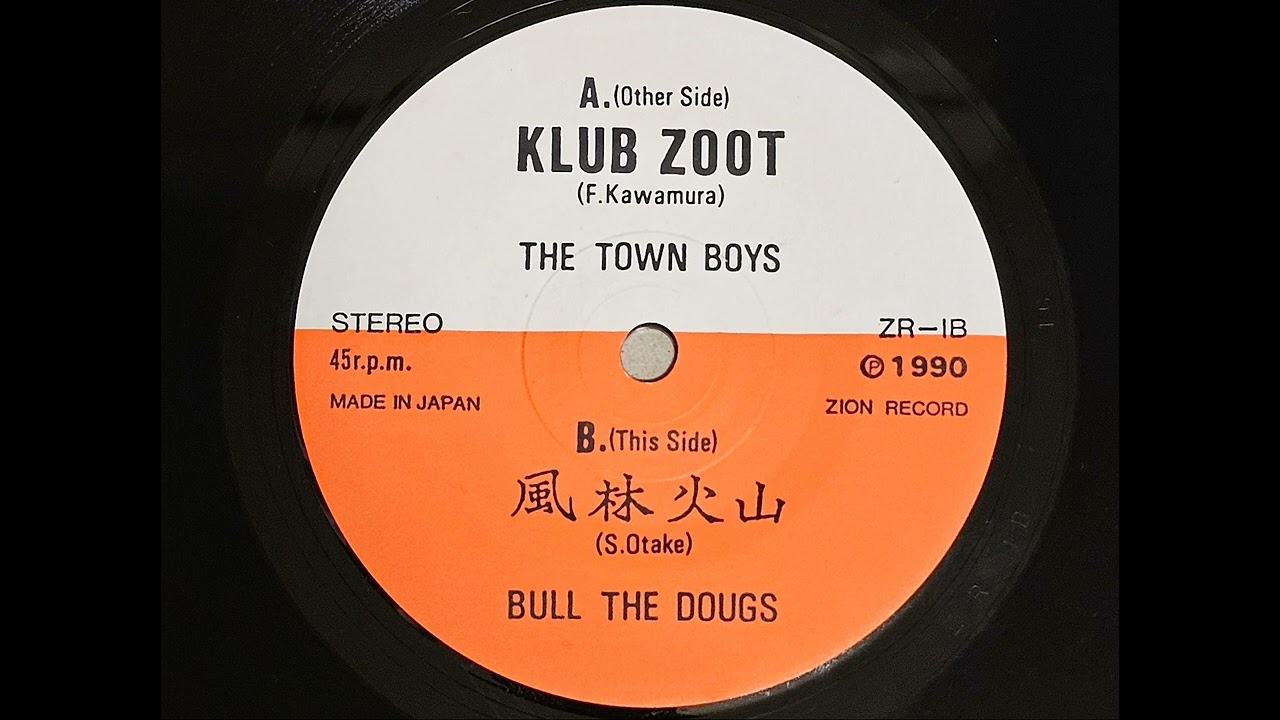 A.(Other Side)
KLUB ZOOT
(F.Kawamura)
THE TOWN BOYS
STEREO
ZR-1B
45r.p.m.
Ⓟ1990
MADE IN JAPAN
ZION RECORD
B.(This Side)
風林火山
(S.Otake)
BULL THE DOUGS